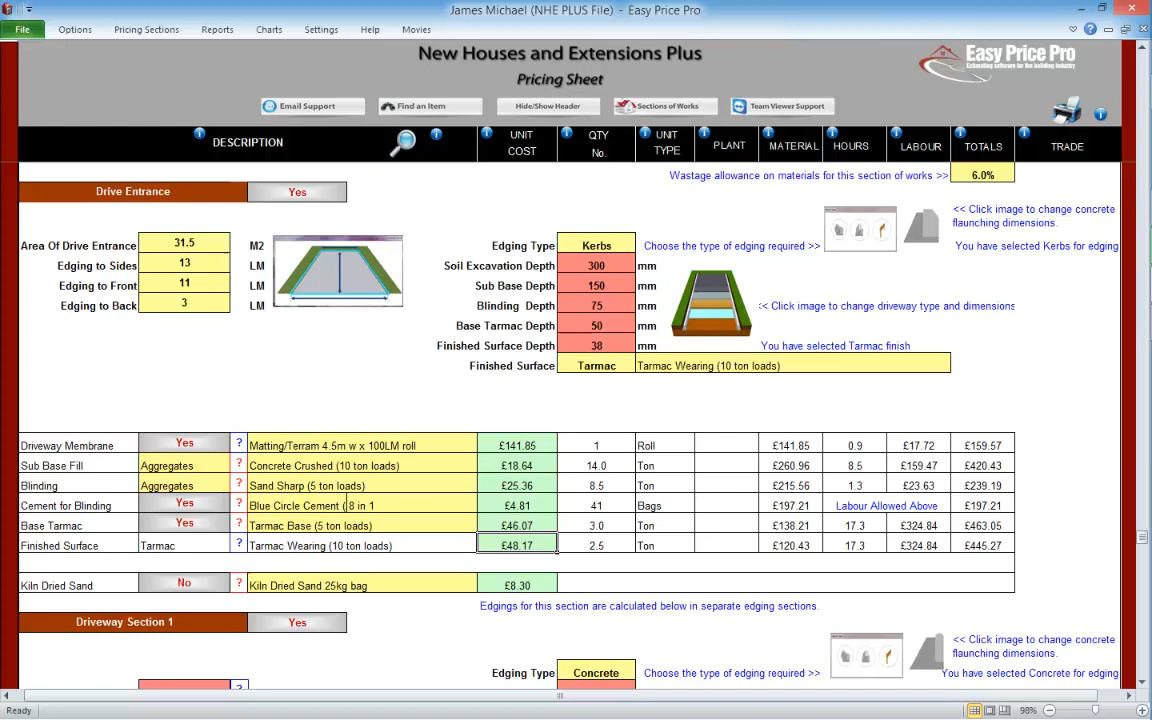 James Michael (NHE PLUS File) - Easy Price Pro
File Options Pricing Sections Reports Charts Settings Help Movies
New Houses and Extensions Plus
Pricing Sheet
Easy Price Pro
Estimating software for the building industry
Email Support Find an Item Hide/Show Header Sections of Works Team Viewer Support
DESCRIPTION UNIT COST QTY No. UNIT TYPE PLANT MATERIAL HOURS LABOUR TOTALS TRADE
Wastage allowance on materials for this section of works >> 6.0%
Drive Entrance Yes
<< Click image to change concrete flaunching dimensions.
Area Of Drive Entrance 31.5 M2 Edging Type Kerbs Choose the type of edging required >> You have selected Kerbs for edging
Edging to Sides 13 LM Soil Excavation Depth 300 mm
Edging to Front 11 LM Sub Base Depth 150 mm
Edging to Back 3 LM Blinding Depth 75 mm :< Click image to change driveway type and dimensions
Base Tarmac Depth 50 mm
Finished Surface Depth 38 mm You have selected Tarmac finish
Finished Surface Tarmac Tarmac Wearing (10 ton loads)
Driveway Membrane Yes ? Matting/Terram 4.5m w x 100LM roll £141.85 1 Roll £141.85 0.9 £17.72 £159.57
Sub Base Fill Aggregates ? Concrete Crushed (10 ton loads) £18.64 14.0 Ton £260.96 8.5 £159.47 £420.43
Blinding Aggregates ? Sand Sharp (5 ton loads) £25.36 8.5 Ton £215.56 1.3 £23.63 £239.19
Cement for Blinding Yes ? Blue Circle Cement ( 8 in 1 £4.81 41 Bags £197.21 Labour Allowed Above £197.21
Base Tarmac Yes ? Tarmac Base (5 ton loads) £46.07 3.0 Ton £138.21 17.3 £324.84 £463.05
Finished Surface Tarmac ? Tarmac Wearing (10 ton loads) £48.17 2.5 Ton £120.43 17.3 £324.84 £445.27
Kiln Dried Sand No ? Kiln Dried Sand 25kg bag £8.30
Edgings for this section are calculated below in separate edging sections.
Driveway Section 1 Yes
<< Click image to change concrete flaunching dimensions.
Edging Type Concrete Choose the type of edging required >> You have selected Concrete for edging
?
Ready 98%